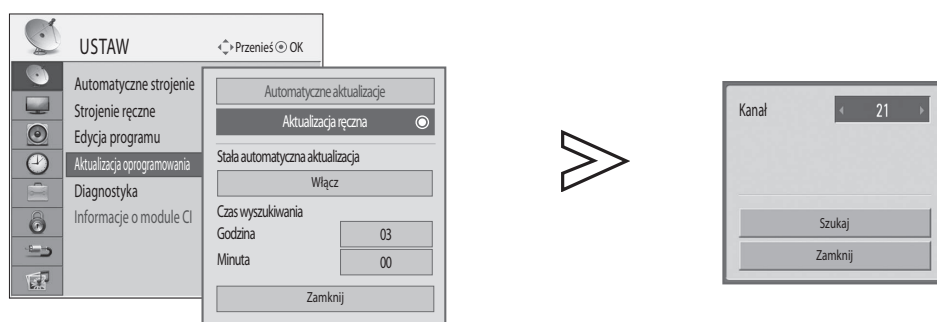 USTAW
Przenieś OK
Automatyczne strojenie
Strojenie ręczne
Edycja programu
Aktualizacja oprogramowania
Diagnostyka
Informacje o module CI
Automatyczne aktualizacje
Aktualizacja ręczna
Stała automatyczna aktualizacja
Włącz
Czas wyszukiwania
Godzina 03
Minuta 00
Zamknij
Kanał 21
Szukaj
Zamknij